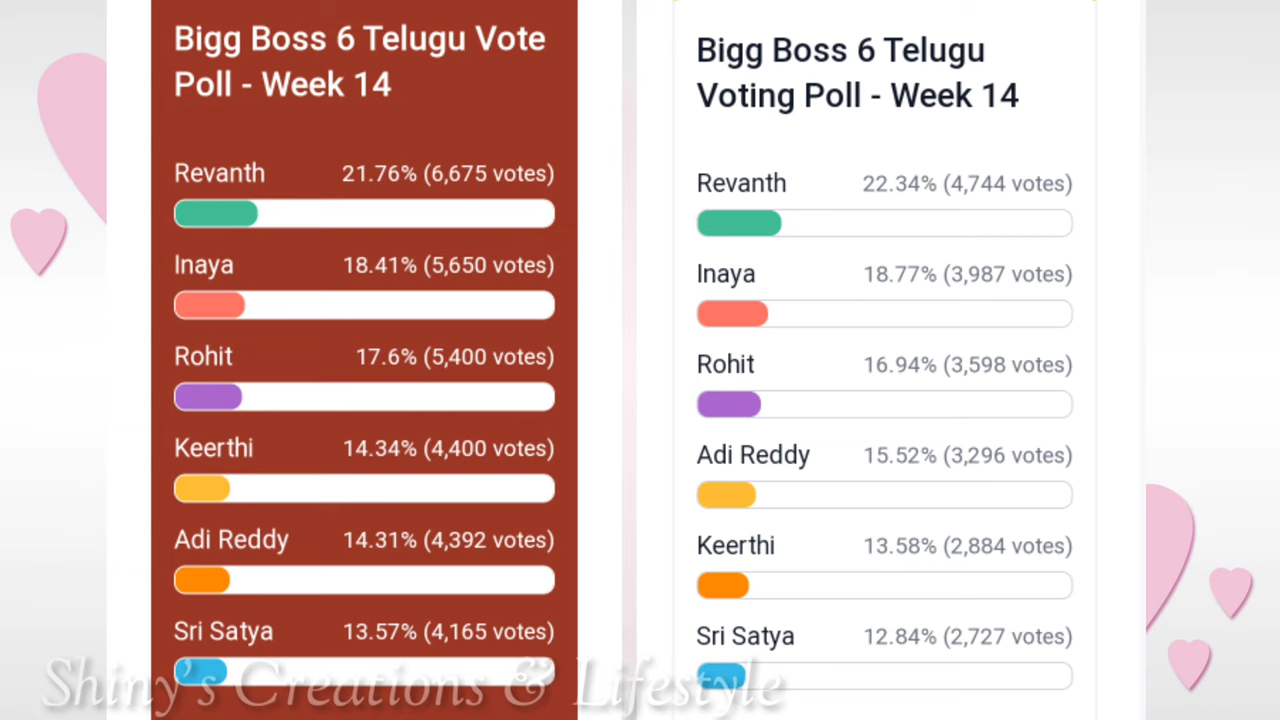 Bigg Boss 6 Telugu Vote
Poll - Week 14
Revanth 21.76% (6,675 votes)
Inaya 18.41% (5,650 votes)
Rohit 17.6% (5,400 votes)
Keerthi 14.34% (4,400 votes)
Adi Reddy 14.31% (4,392 votes)
Sri Satya 13.57% (4,165 votes)
Bigg Boss 6 Telugu
Voting Poll - Week 14
Revanth 22.34% (4,744 votes)
Inaya 18.77% (3,987 votes)
Rohit 16.94% (3,598 votes)
Adi Reddy 15.52% (3,296 votes)
Keerthi 13.58% (2,884 votes)
Sri Satya 12.84% (2,727 votes)
Shiny's Creations & Lifestyle